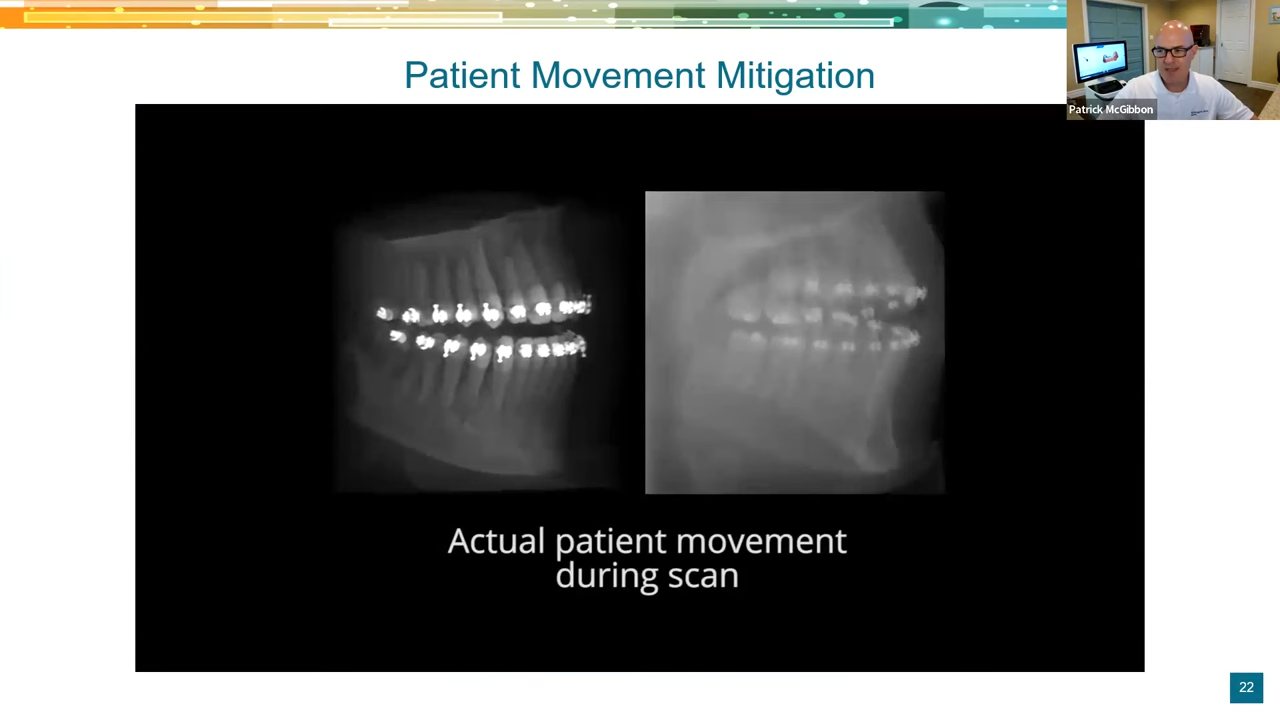 Patient Movement Mitigation
Patrick McGibbon
Actual patient movement
during scan
22